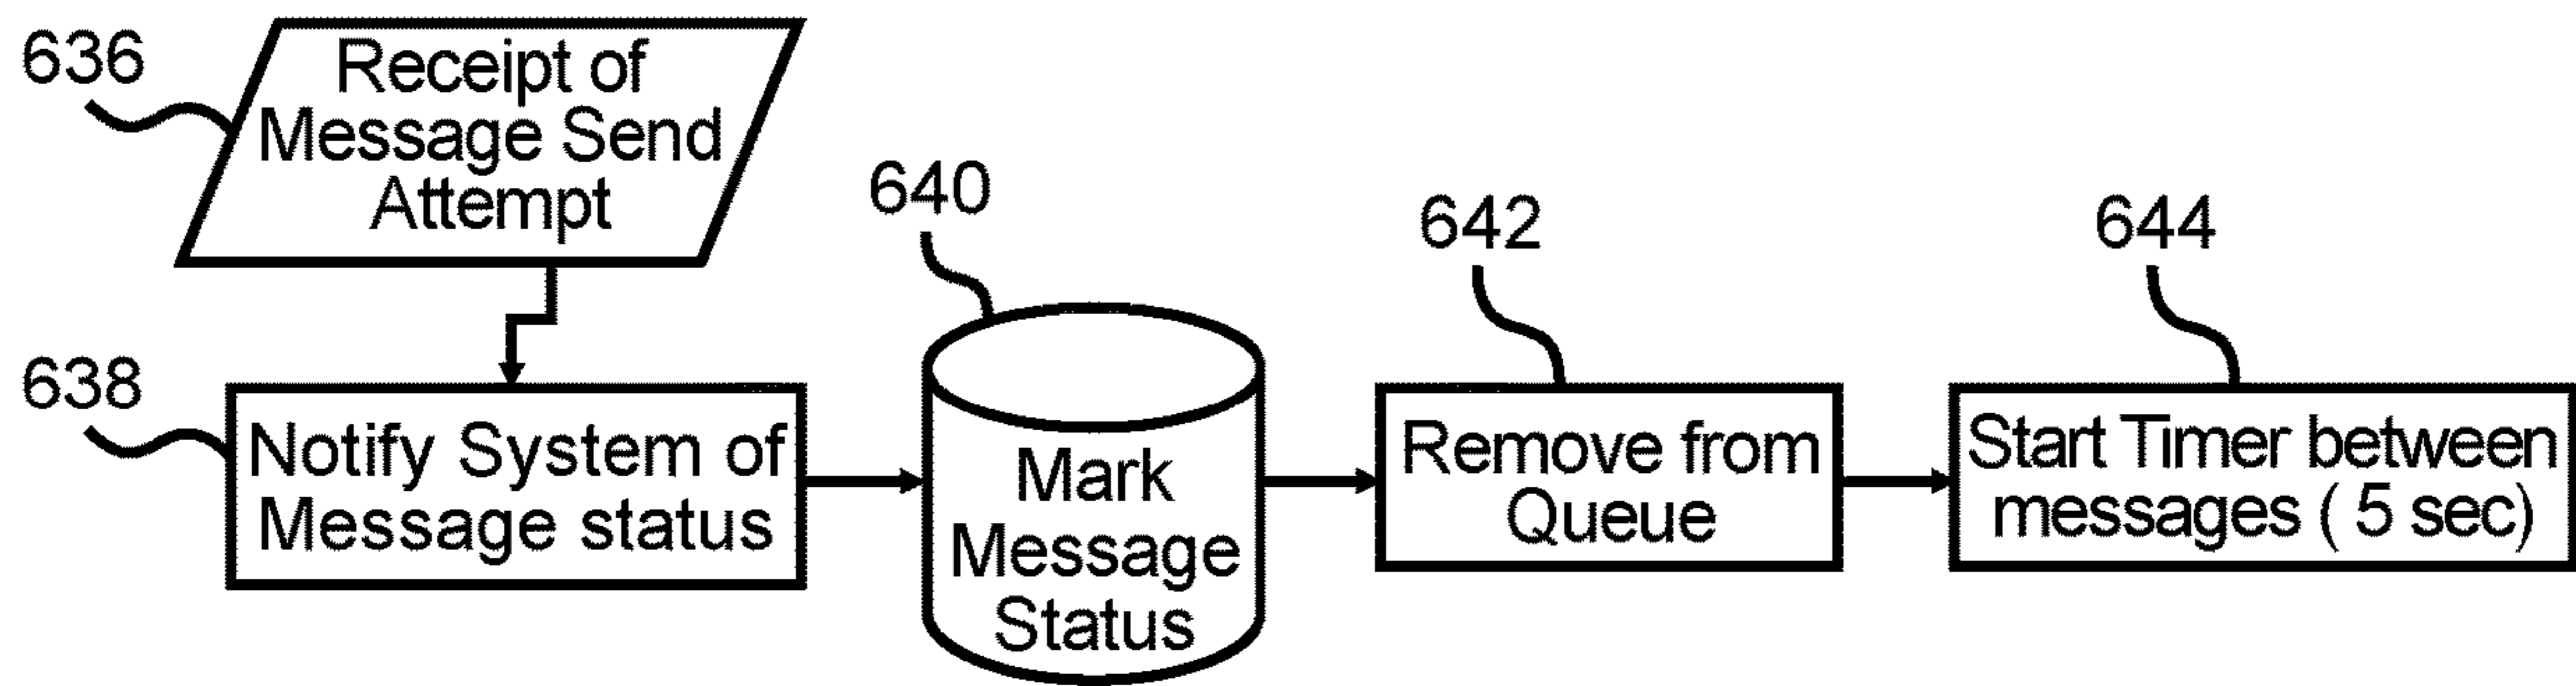 636
Receipt of
Message Send
Attempt
638
Notify System of
Message status
640
Mark
Message
Status
642
Remove from
Queue
644
Start Timer between
messages ( 5 sec)